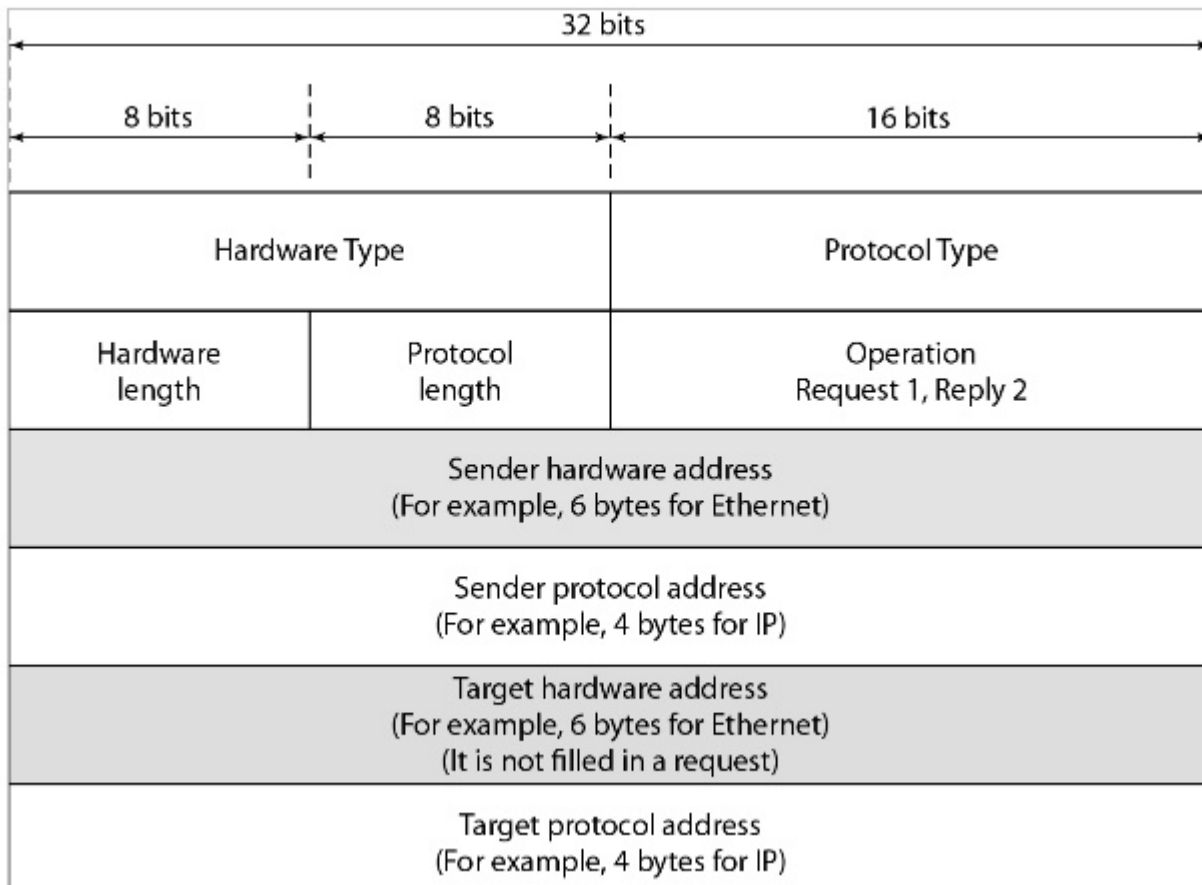 32 bits
8 bits
8 bits
16 bits
Hardware Type
Protocol Type
Hardware
length
Protocol
length
Operation
Request 1, Reply 2
Sender hardware address
(For example, 6 bytes for Ethernet)
Sender protocol address
(For example, 4 bytes for IP)
Target hardware address
(For example, 6 bytes for Ethernet)
(It is not filled in a request)
Target protocol address
(For example, 4 bytes for IP)